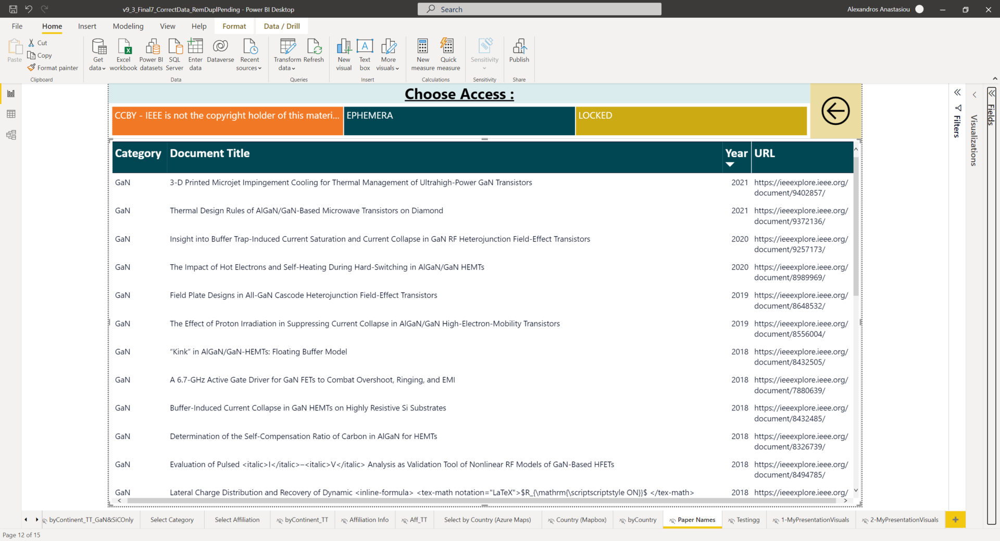 v9_3_Final7_CorrectData_RemDuplPending - Power BI Desktop
Search
Alexandros Anastasiou
File Home Insert Modeling View Help Format Data / Drill
Paste
Cut
Copy
Format painter
Clipboard
Get data
Excel workbook
Power BI datasets
SQL Server
Enter data
Dataverse
Recent sources
Data
Transform data
Refresh
Queries
New visual
Text box
More visuals
Insert
New measure
Quick measure
Calculations
Sensitivity
Sensitivity
Publish
Share
Choose Access :
CCBY - IEEE is not the copyright holder of this materi... EPHEMERA LOCKED
Filters
Visualizations
Fields
Category Document Title Year URL
GaN 3-D Printed Microjet Impingement Cooling for Thermal Management of Ultrahigh-Power GaN Transistors 2021 https://ieeexplore.ieee.org/
document/9402857/
GaN Thermal Design Rules of AlGaN/GaN-Based Microwave Transistors on Diamond 2021 https://ieeexplore.ieee.org/
document/9372136/
GaN Insight into Buffer Trap-Induced Current Saturation and Current Collapse in GaN RF Heterojunction Field-Effect Transistors 2020 https://ieeexplore.ieee.org/
document/9257173/
GaN The Impact of Hot Electrons and Self-Heating During Hard-Switching in AlGaN/GaN HEMTs 2020 https://ieeexplore.ieee.org/
document/8989969/
GaN Field Plate Designs in All-GaN Cascode Heterojunction Field-Effect Transistors 2019 https://ieeexplore.ieee.org/
document/8648532/
GaN The Effect of Proton Irradiation in Suppressing Current Collapse in AlGaN/GaN High-Electron-Mobility Transistors 2019 https://ieeexplore.ieee.org/
document/8556004/
GaN “Kink” in AlGaN/GaN-HEMTs: Floating Buffer Model 2018 https://ieeexplore.ieee.org/
document/8432505/
GaN A 6.7-GHz Active Gate Driver for GaN FETs to Combat Overshoot, Ringing, and EMI 2018 https://ieeexplore.ieee.org/
document/7880639/
GaN Buffer-Induced Current Collapse in GaN HEMTs on Highly Resistive Si Substrates 2018 https://ieeexplore.ieee.org/
document/8432485/
GaN Determination of the Self-Compensation Ratio of Carbon in AlGaN for HEMTs 2018 https://ieeexplore.ieee.org/
document/8326739/
GaN Evaluation of Pulsed <italic>I</italic>–<italic>V</italic> Analysis as Validation Tool of Nonlinear RF Models of GaN-Based HFETs 2018 https://ieeexplore.ieee.org/
document/8494785/
GaN Lateral Charge Distribution and Recovery of Dynamic <inline-formula> <tex-math notation="LaTeX">$R_{\mathrm{\scriptscriptstyle ON}}$ </tex-math> 2018 https://ieeexplore.ieee.org/
byContinent_TT_GaN&SiCOnly Select Category Select Affiliation byContinent_TT Affiliation Info Aff_TT Select by Country (Azure Maps) Country (Mapbox) byCountry Paper Names Testingg 1-MyPresentationVisuals 2-MyPresentationVisuals
Page 12 of 15